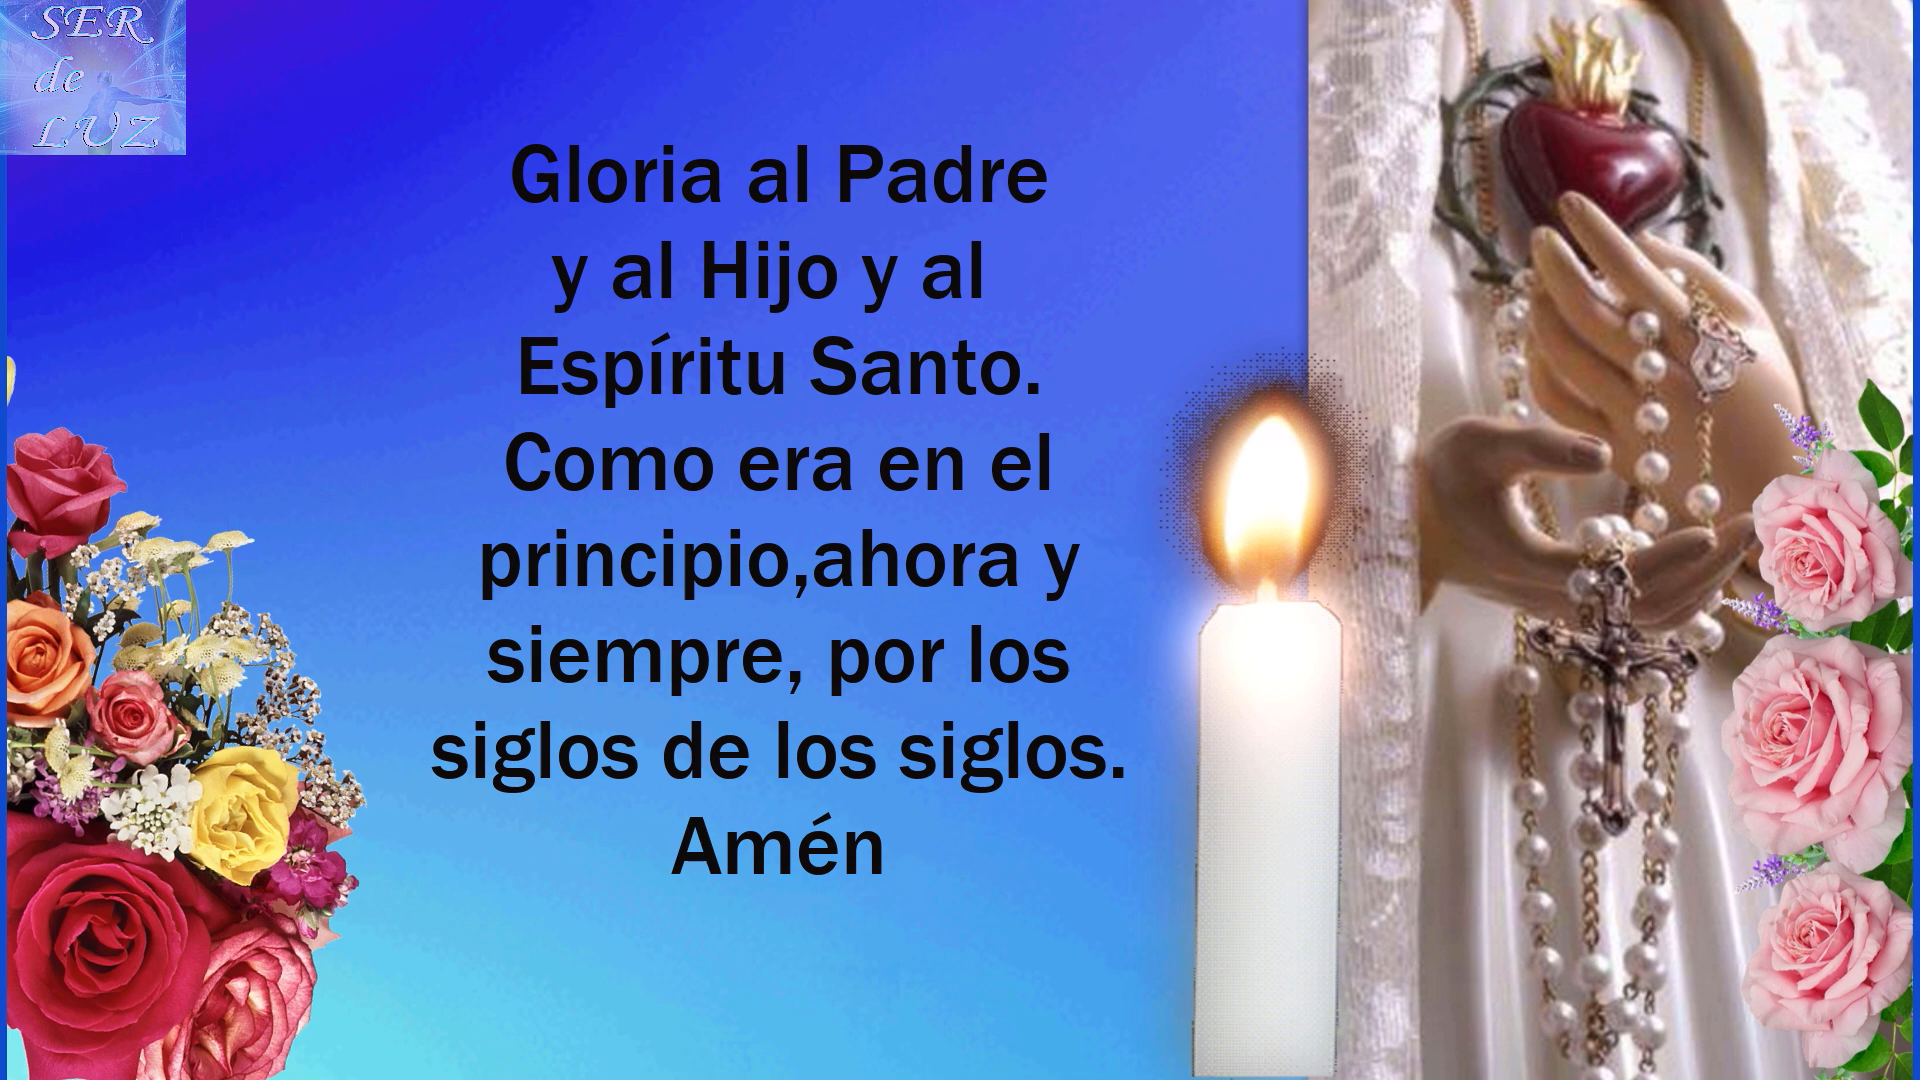 SER
de
LUZ
Gloria al Padre
y al Hijo y al
Espíritu Santo.
Como era en el
principio,ahora y
siempre, por los
siglos de los siglos.
Amén